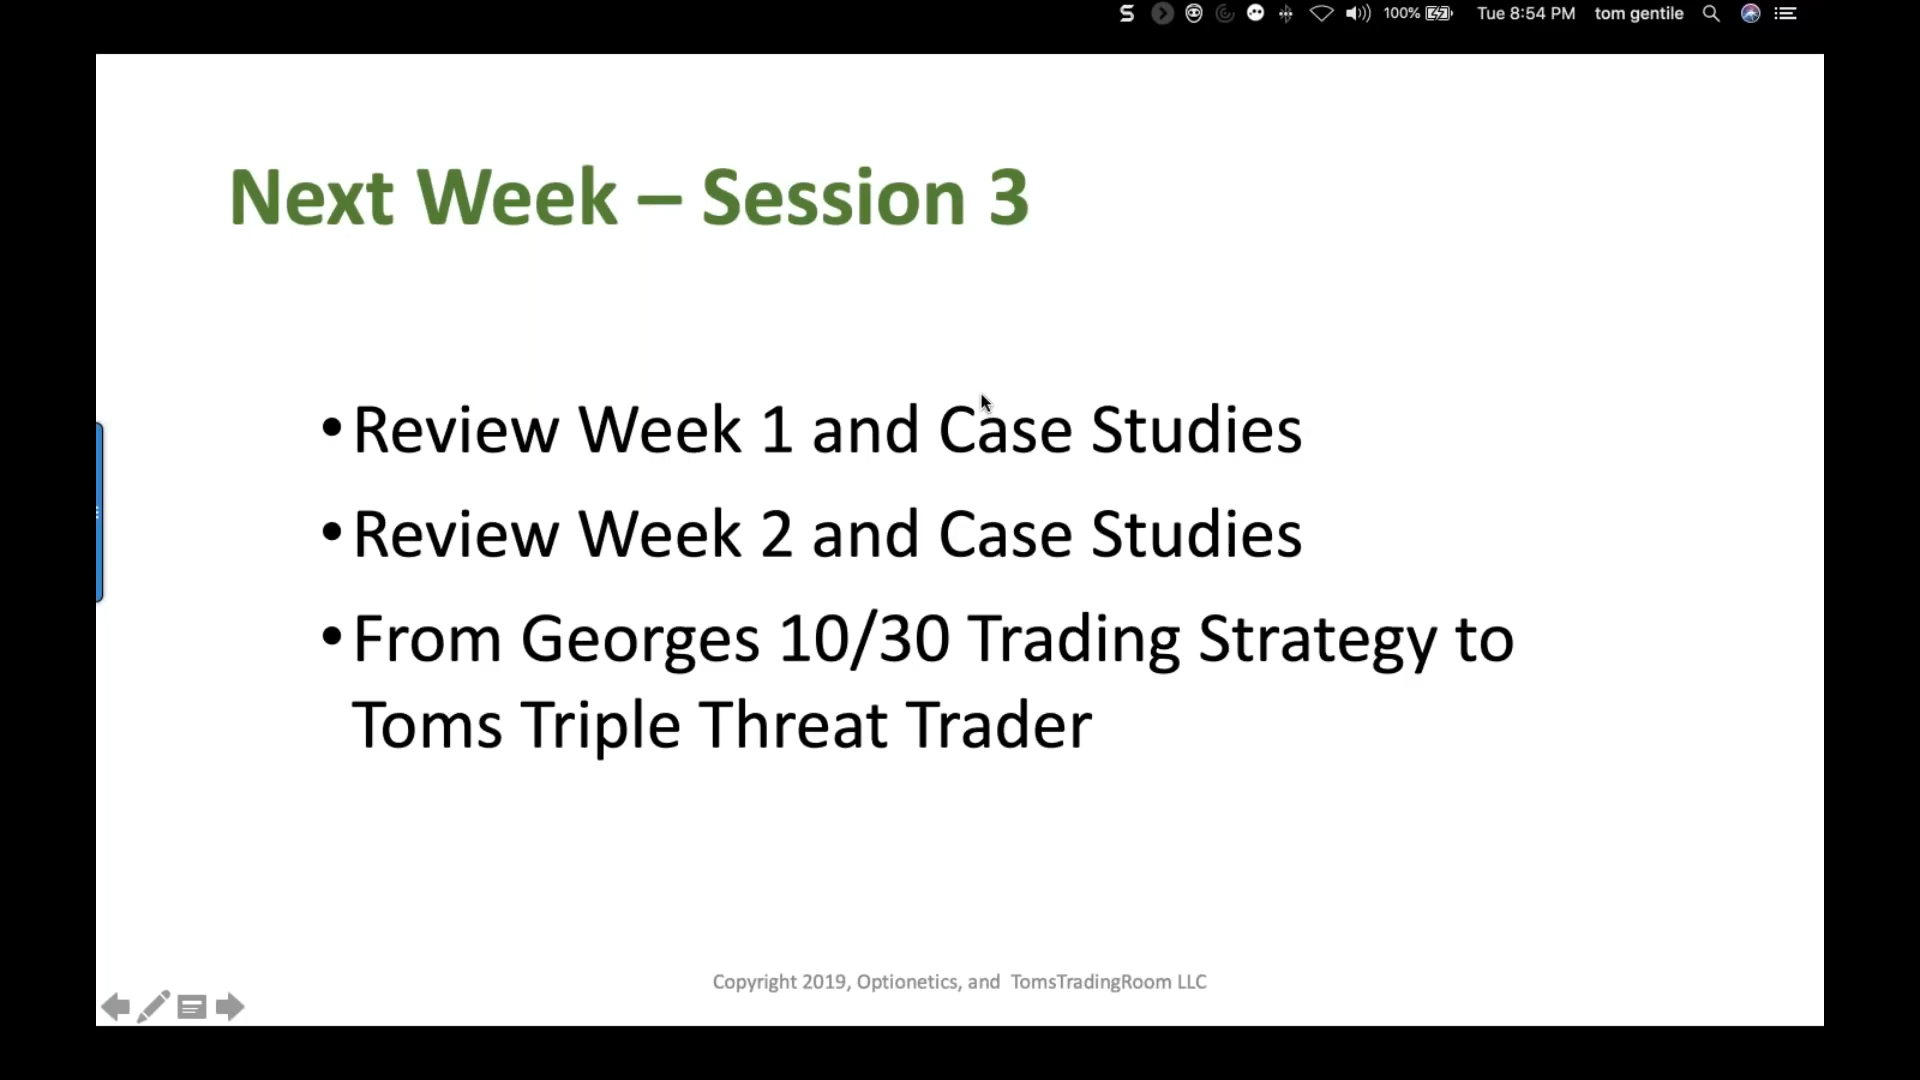 100% Tue 8:54 PM tom gentile
Next Week – Session 3
•Review Week 1 and Case Studies
•Review Week 2 and Case Studies
•From Georges 10/30 Trading Strategy to
Toms Triple Threat Trader
Copyright 2019, Optionetics, and TomsTradingRoom LLC